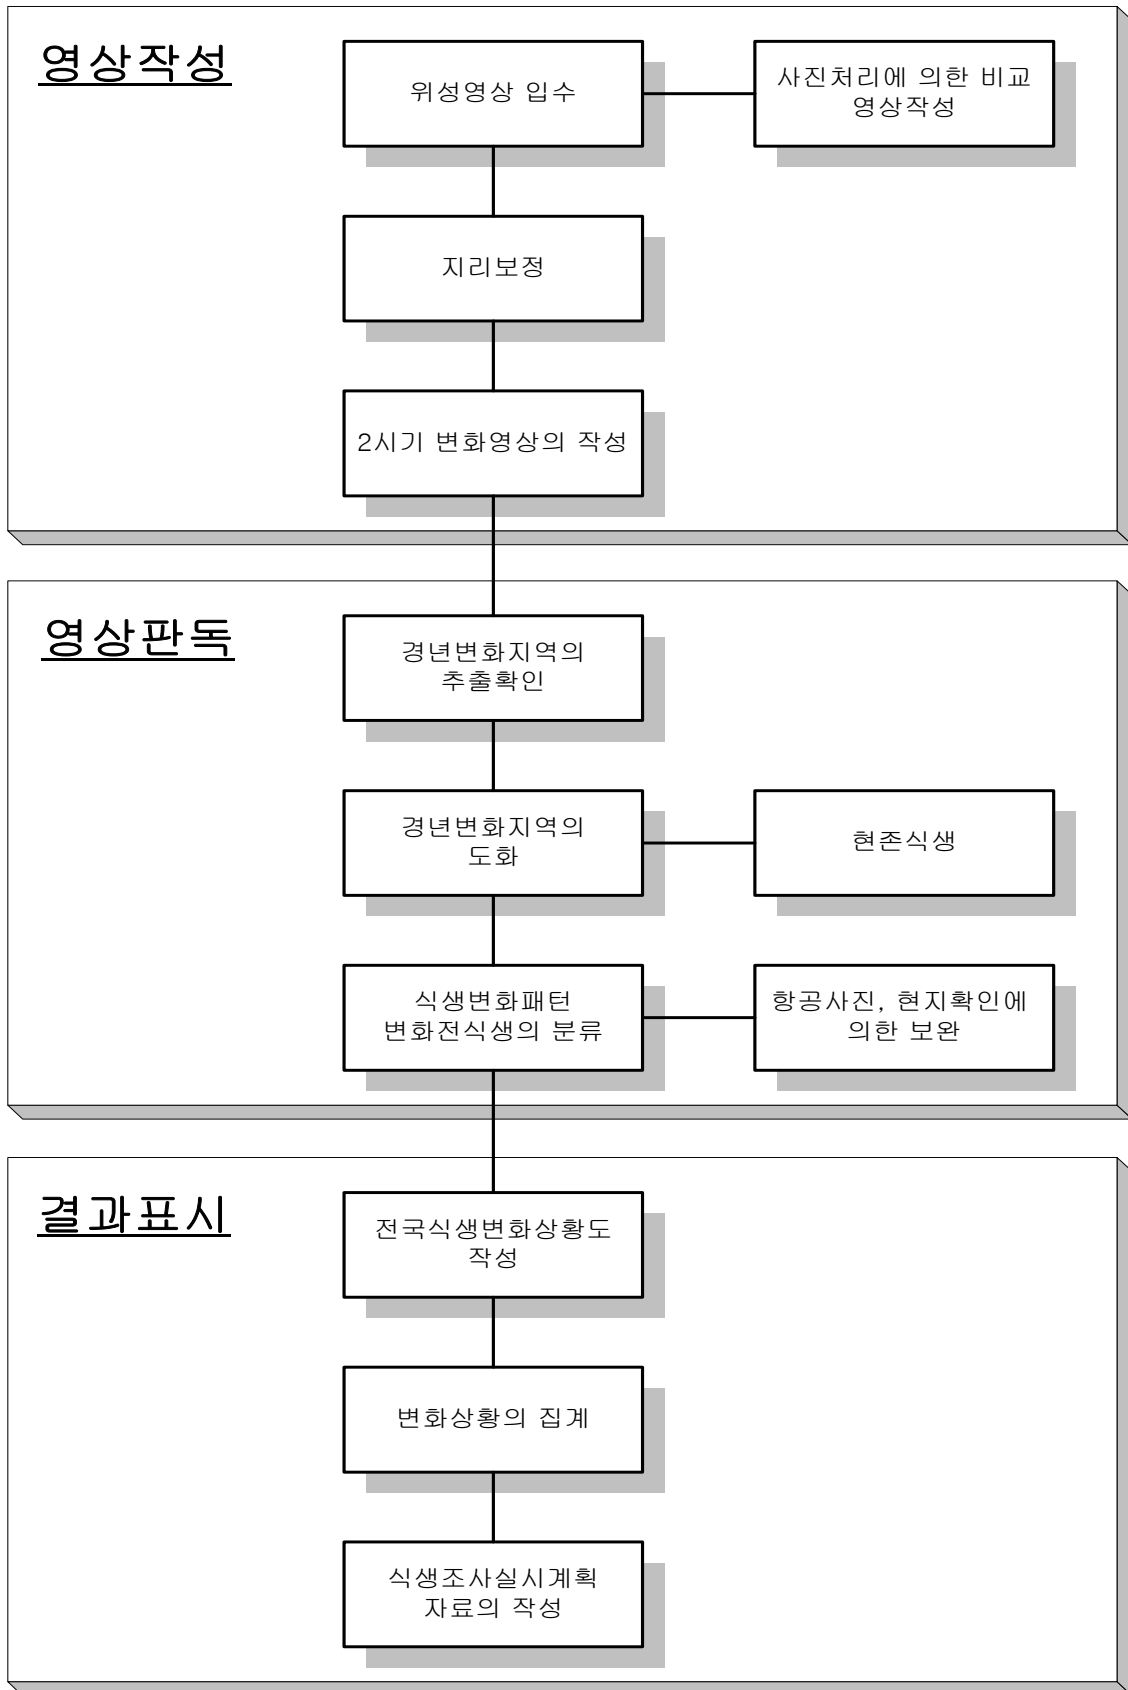 영상작성
위성영상 입수
사진처리에 의한 비교
영상작성
지리보정
2시기 변화영상의 작성
영상판독
경년변화지역의
추출확인
경년변화지역의
도화
현존식생
식생변화패턴
변화전식생의 분류
항공사진, 현지확인에
의한 보완
결과표시
전국식생변화상황도
작성
변화상황의 집계
식생조사실시계획
자료의 작성